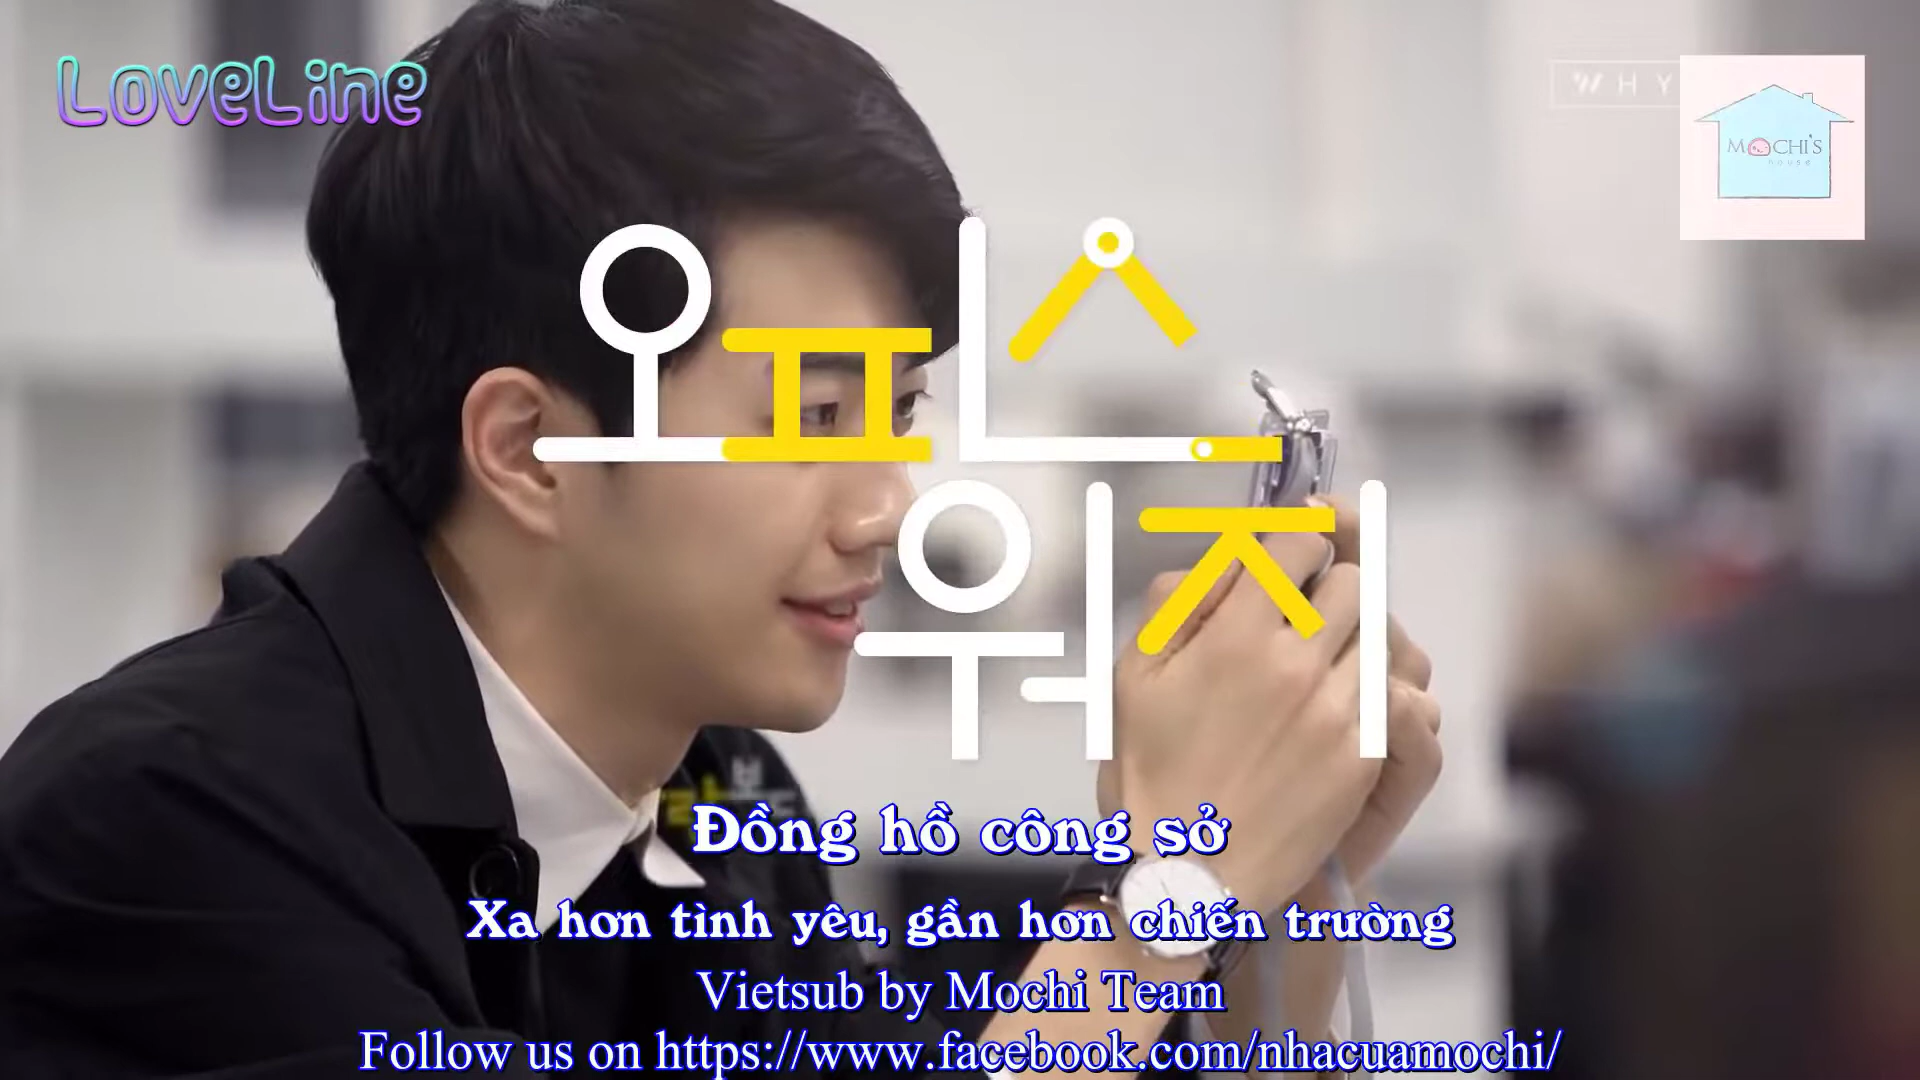 LoveLine
WHY
MOCHI'S
house
오피스
워치
Đồng hồ công sở
Xa hơn tình yêu, gần hơn chiến trường
Vietsub by Mochi Team
Follow us on https://www.facebook.com/nhacuamochi/